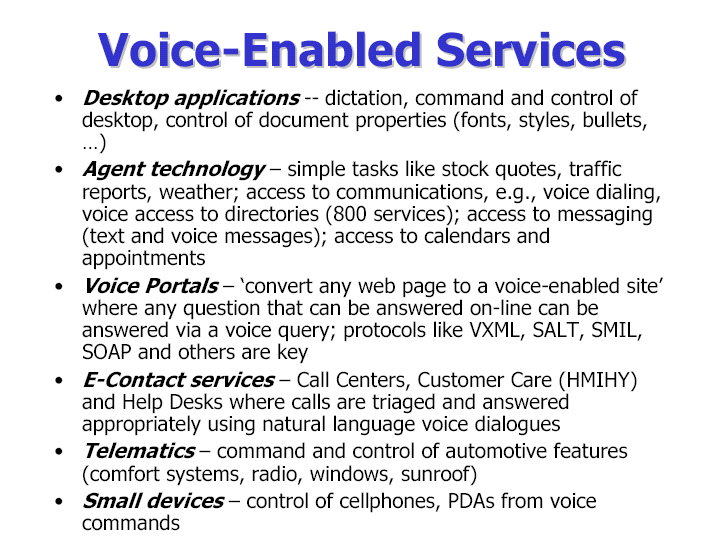 Voice-Enabled Services
• Desktop applications -- dictation, command and control of
desktop, control of document properties (fonts, styles, bullets,
…)
• Agent technology – simple tasks like stock quotes, traffic
reports, weather; access to communications, e.g., voice dialing,
voice access to directories (800 services); access to messaging
(text and voice messages); access to calendars and
appointments
• Voice Portals – ‘convert any web page to a voice-enabled site’
where any question that can be answered on-line can be
answered via a voice query; protocols like VXML, SALT, SMIL,
SOAP and others are key
• E-Contact services – Call Centers, Customer Care (HMIHY)
and Help Desks where calls are triaged and answered
appropriately using natural language voice dialogues
• Telematics – command and control of automotive features
(comfort systems, radio, windows, sunroof)
• Small devices – control of cellphones, PDAs from voice
commands